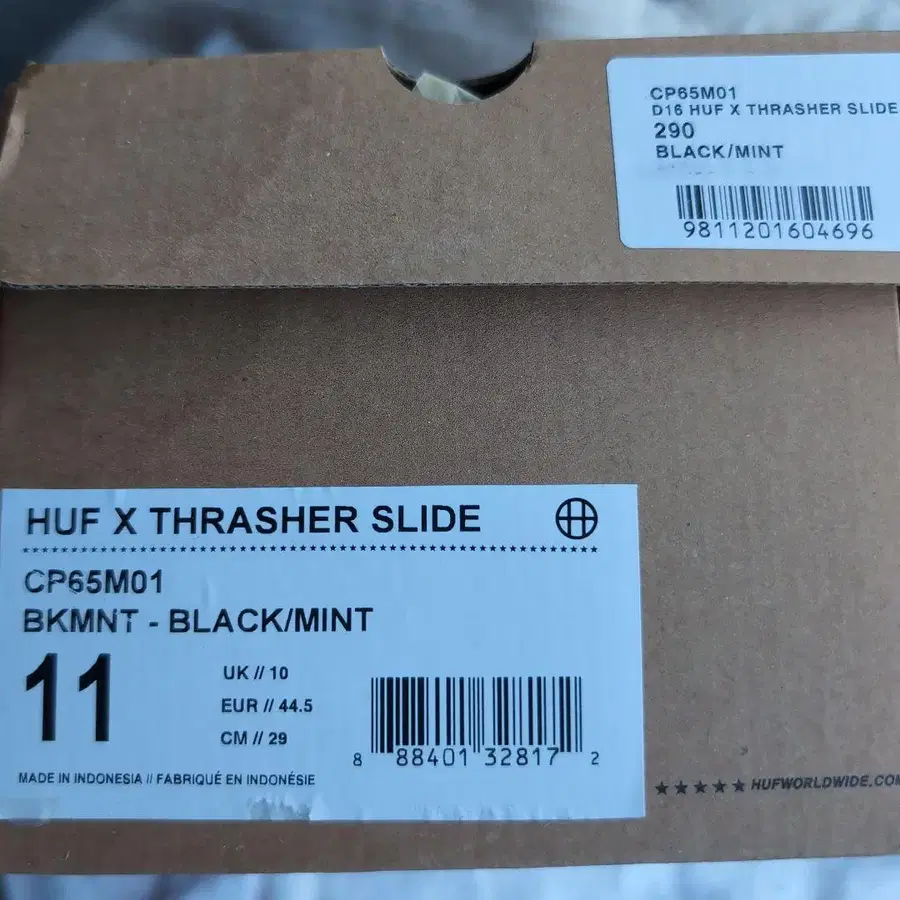 CP65M01
D16 HUF X THRASHER SLIDE
290
BLACK/MINT
9811201604696
HUF X THRASHER SLIDE
CP65M01
BKMNT - BLACK/MINT
11
UK // 10
EUR // 44.5
CM // 29
8 88401 32817 2
MADE IN INDONESIA // FABRIQUÉ EN INDONÉSIE
★★★★★ HUFWORLDWIDE.COM